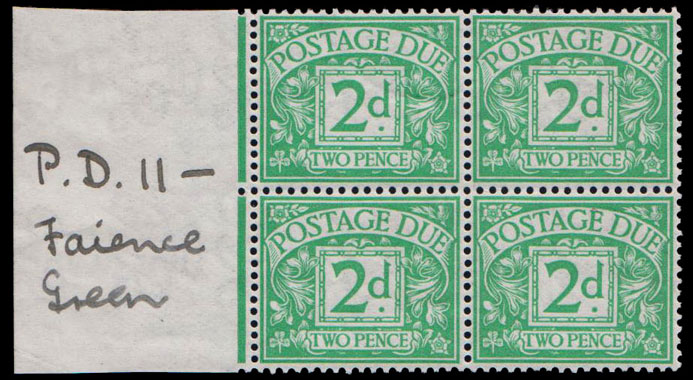 POSTAGE DUE POSTAGE DUE
2d. 2d.
TWO PENCE TWO PENCE
P.D. 11 –
Faience
Green
POSTAGE DUE POSTAGE DUE
2d. 2d.
TWO PENCE TWO PENCE